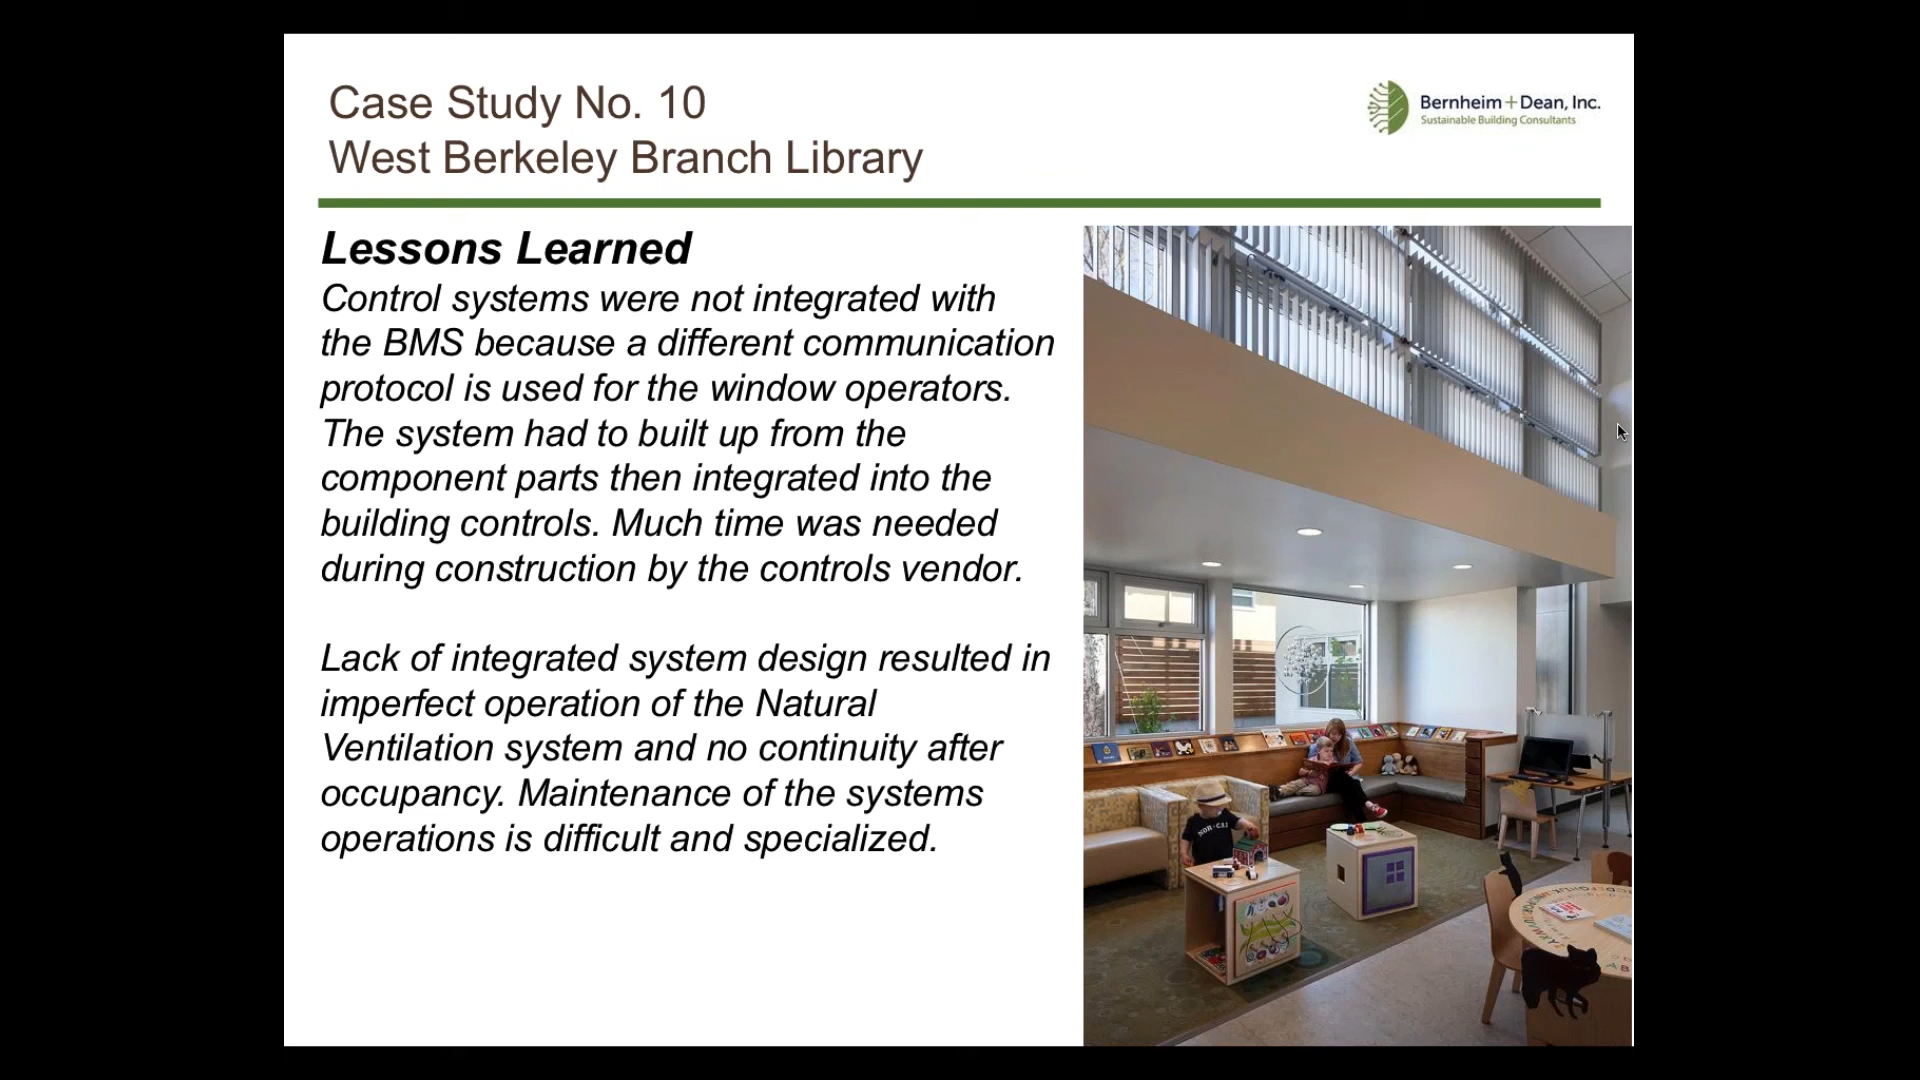 Case Study No. 10
West Berkeley Branch Library
Bernheim+Dean, Inc.
Sustainable Building Consultants
Lessons Learned
Control systems were not integrated with
the BMS because a different communication
protocol is used for the window operators.
The system had to built up from the
component parts then integrated into the
building controls. Much time was needed
during construction by the controls vendor.
Lack of integrated system design resulted in
imperfect operation of the Natural
Ventilation system and no continuity after
occupancy. Maintenance of the systems
operations is difficult and specialized.
NOR-CAL